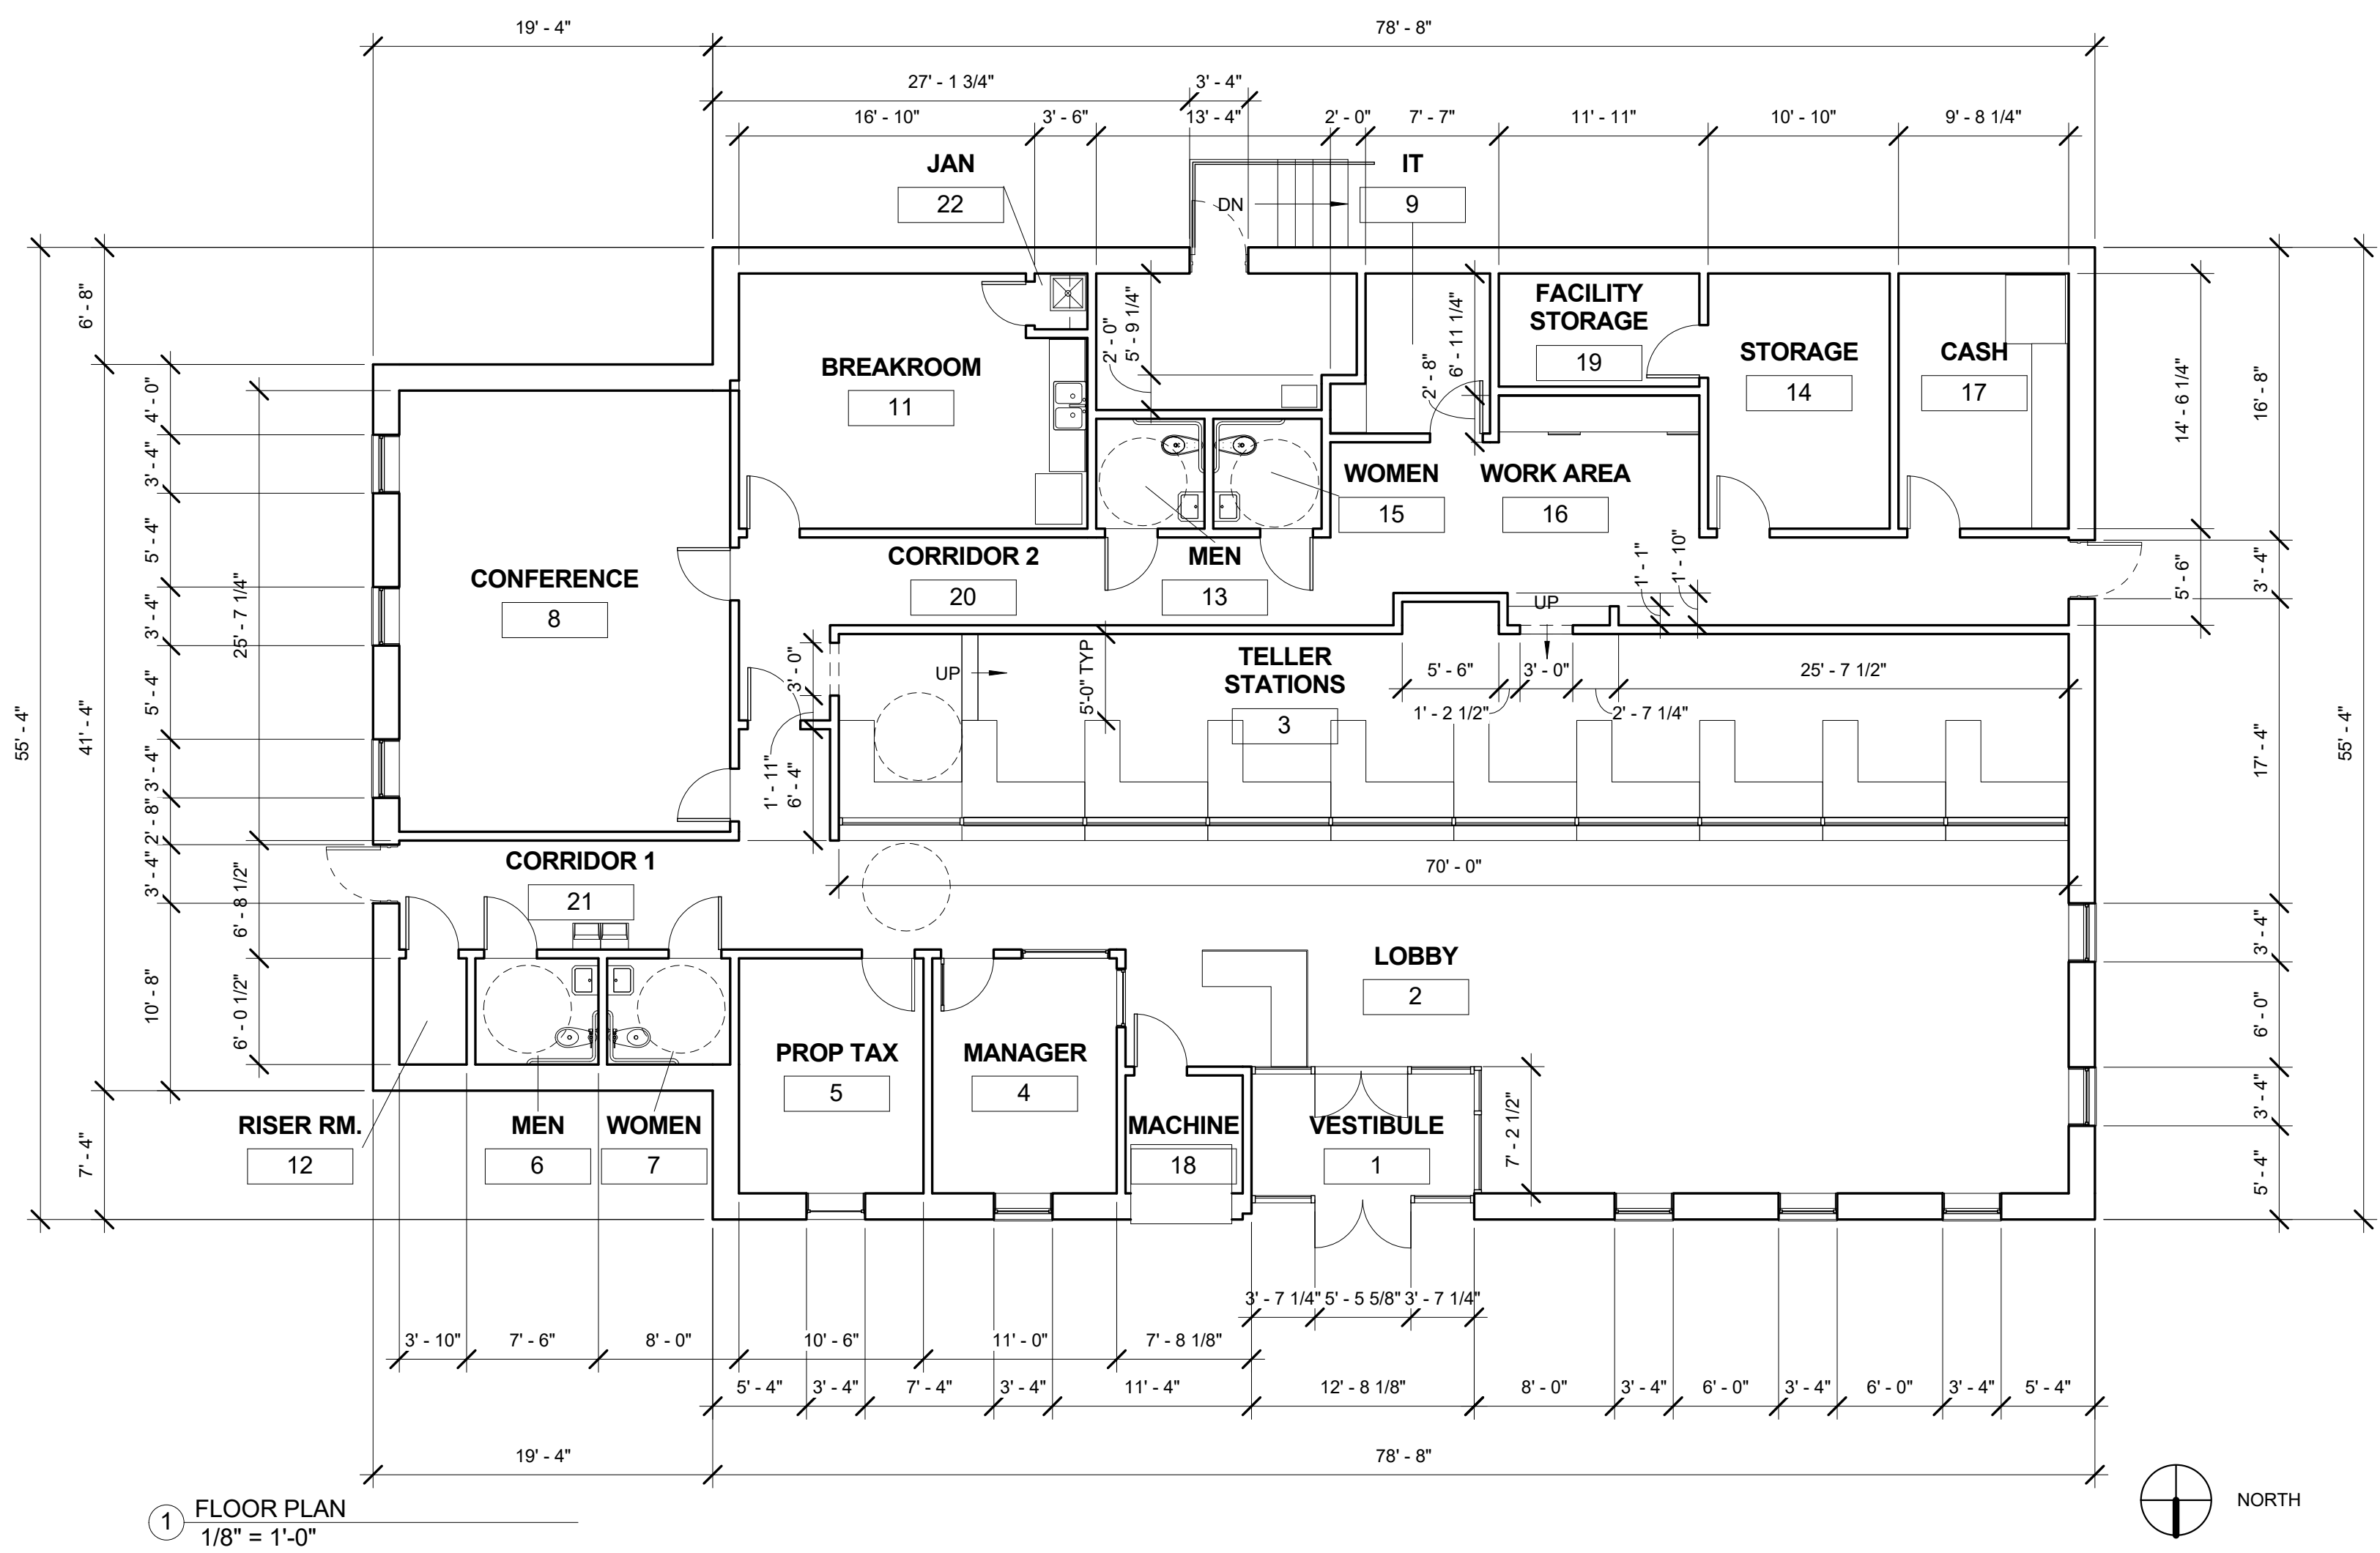 19' - 4"
78' - 8"
27' - 1 3/4"
3' - 4"
16' - 10"
3' - 6"
13' - 4"
2' - 0"
7' - 7"
11' - 11"
10' - 10"
9' - 8 1/4"
JAN
22
IT
9
DN
6' - 8"
41' - 4"
7' - 4"
55' - 4"
4' - 0"
3' - 4"
5' - 4"
3' - 4"
5' - 4"
3' - 4"
2' - 8"
3' - 4"
10' - 8"
25' - 7 1/4"
6' - 8 1/2"
6' - 0 1/2"
BREAKROOM
11
2' - 0"
5' - 9 1/4"
2' - 8"
6' - 11 1/4"
FACILITY
STORAGE
19
STORAGE
14
CASH
17
14' - 6 1/4"
5' - 6"
16' - 8"
3' - 4"
17' - 4"
3' - 4"
6' - 0"
3' - 4"
5' - 4"
55' - 4"
WOMEN
15
WORK AREA
16
CONFERENCE
8
CORRIDOR 2
20
MEN
13
1' - 1"
1' - 10"
UP
UP
3' - 0"
5'-0" TYP
TELLER
STATIONS
3
5' - 6"
3' - 0"
25' - 7 1/2"
1' - 2 1/2"
2' - 7 1/4"
1' - 11"
6' - 4"
70' - 0"
CORRIDOR 1
21
LOBBY
2
PROP TAX
5
MANAGER
4
RISER RM.
12
MEN
6
WOMEN
7
MACHINE
18
VESTIBULE
1
7' - 2 1/2"
3' - 7 1/4"
5' - 5 5/8"
3' - 7 1/4"
3' - 10"
7' - 6"
8' - 0"
10' - 6"
11' - 0"
7' - 8 1/8"
5' - 4"
3' - 4"
7' - 4"
3' - 4"
11' - 4"
12' - 8 1/8"
8' - 0"
3' - 4"
6' - 0"
3' - 4"
6' - 0"
3' - 4"
5' - 4"
19' - 4"
78' - 8"
1
FLOOR PLAN
1/8" = 1'-0"
NORTH